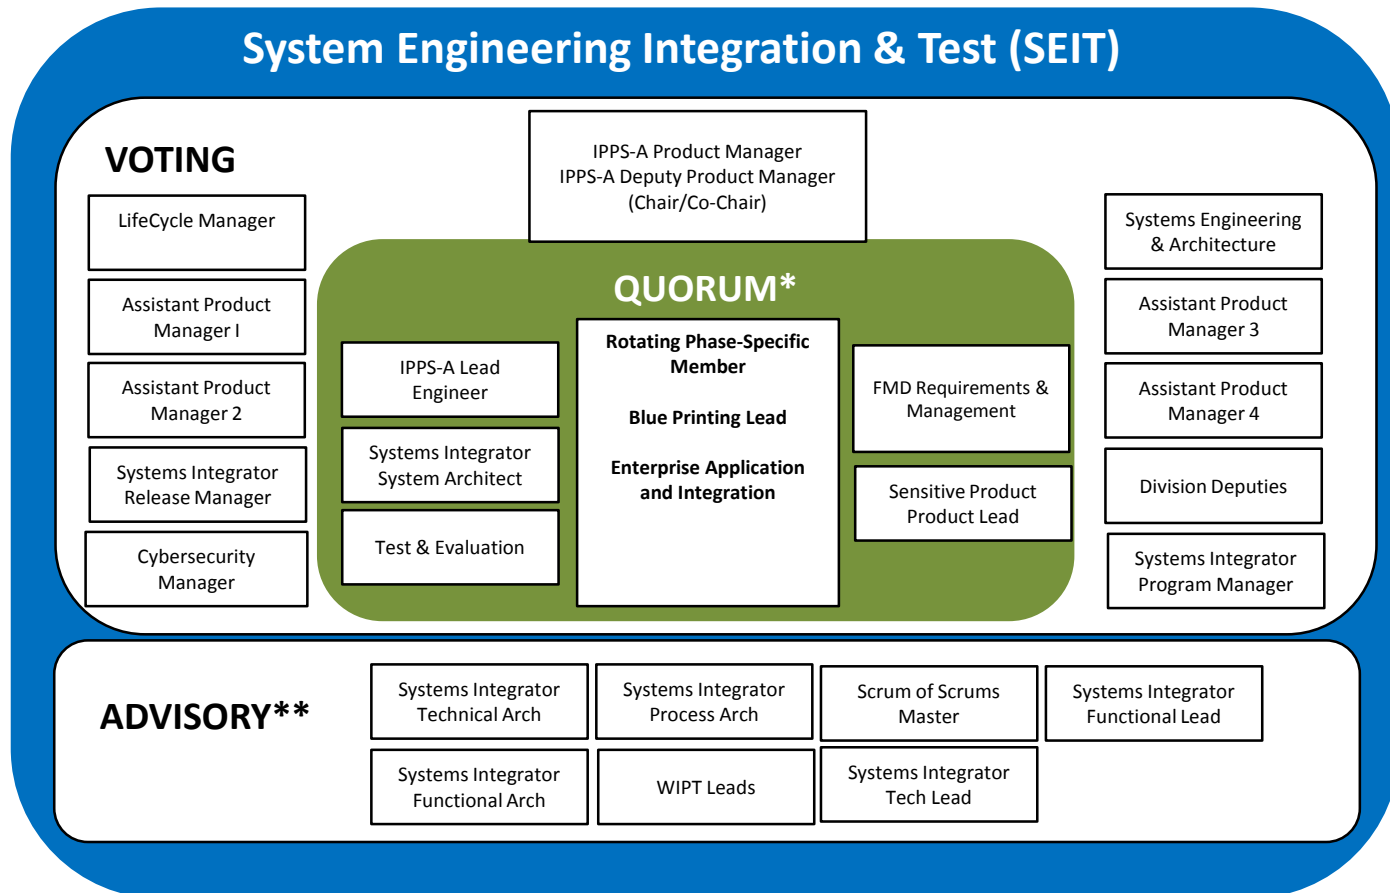 System Engineering Integration & Test (SEIT)
VOTING
IPPS-A Product Manager
IPPS-A Deputy Product Manager
(Chair/Co-Chair)
LifeCycle Manager
Assistant Product
Manager I
Assistant Product
Manager 2
Systems Integrator
Release Manager
Cybersecurity
Manager
QUORUM*
IPPS-A Lead
Engineer
Systems Integrator
System Architect
Test & Evaluation
Rotating Phase-Specific
Member
Blue Printing Lead
Enterprise Application
and Integration
FMD Requirements &
Management
Sensitive Product
Product Lead
Systems Engineering
& Architecture
Assistant Product
Manager 3
Assistant Product
Manager 4
Division Deputies
Systems Integrator
Program Manager
ADVISORY**
Systems Integrator
Technical Arch
Systems Integrator
Process Arch
Scrum of Scrums
Master
Systems Integrator
Functional Lead
Systems Integrator
Functional Arch
WIPT Leads
Systems Integrator
Tech Lead